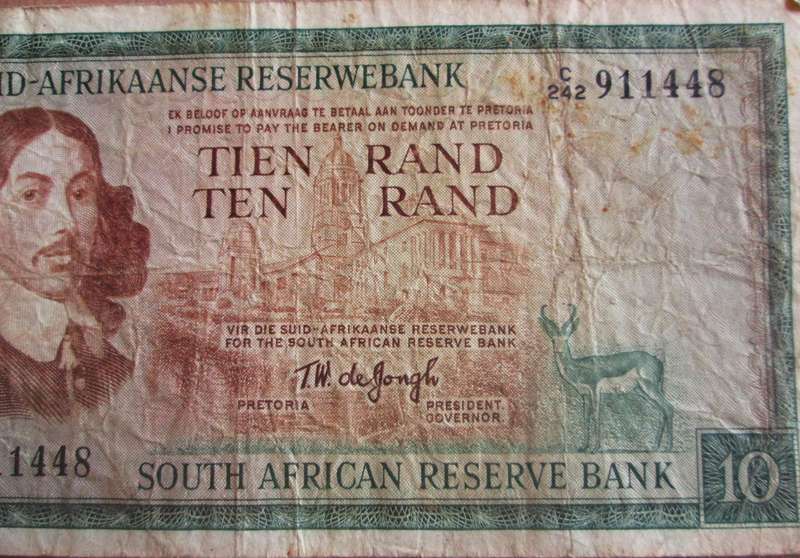 ID-AFRIKAANSE RESERWEBANK
C/242 911448
EK BELOOF OP AANVRAAG TE BETAAL AAN TOONDER TE PRETORIA
I PROMISE TO PAY THE BEARER ON DEMAND AT PRETORIA
TIEN RAND
TEN RAND
VIR DIE SUID-AFRIKAANSE RESERWEBANK
FOR THE SOUTH AFRICAN RESERVE BANK
T.W. de Jongh
PRETORIA
PRESIDENT.
GOVERNOR.
11448
SOUTH AFRICAN RESERVE BANK
10